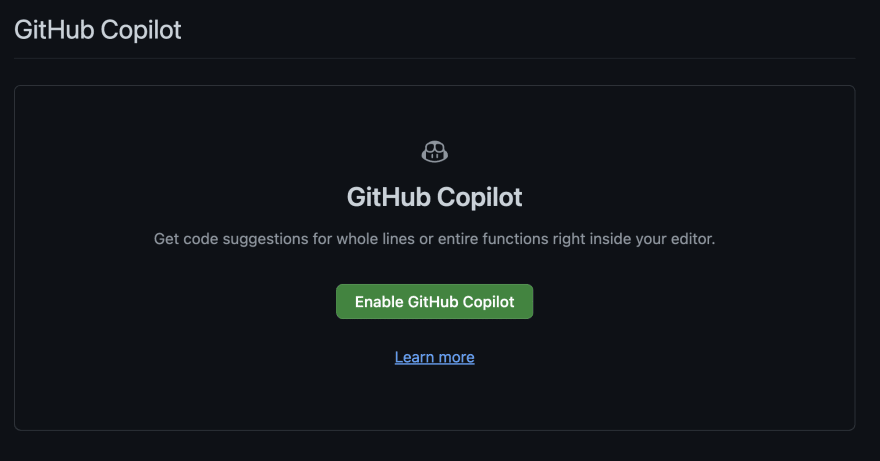 GitHub Copilot
GitHub Copilot
Get code suggestions for whole lines or entire functions right inside your editor.
Enable GitHub Copilot
Learn more